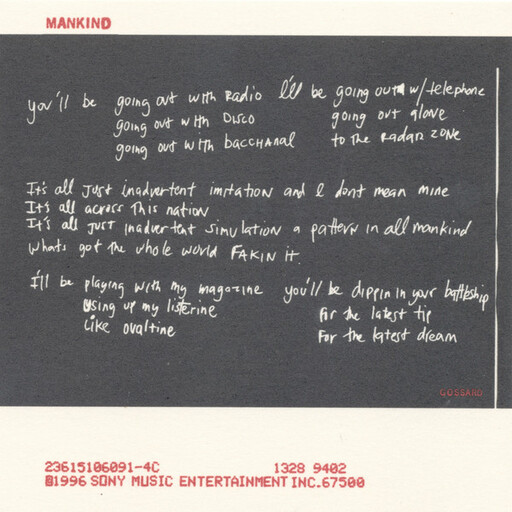 MANKIND
you'll be going out with Radio I'll be going out w/ telephone
going out with Disco going out alone
going out with bacchanal to the Radar zone
It's all just inadvertent imitation and I dont mean mine
It's all across this nation
It's all just inadvertent simulation a pattern in all mankind
whats got the whole world FAKIN it.
I'll be playing with my magazine you'll be dippin in your battleship
using up my listerine for the latest tip
Like ovaltine For the latest dream
GOSSARD
23615106091-4C 1328 9402
©1996 SONY MUSIC ENTERTAINMENT INC.67500